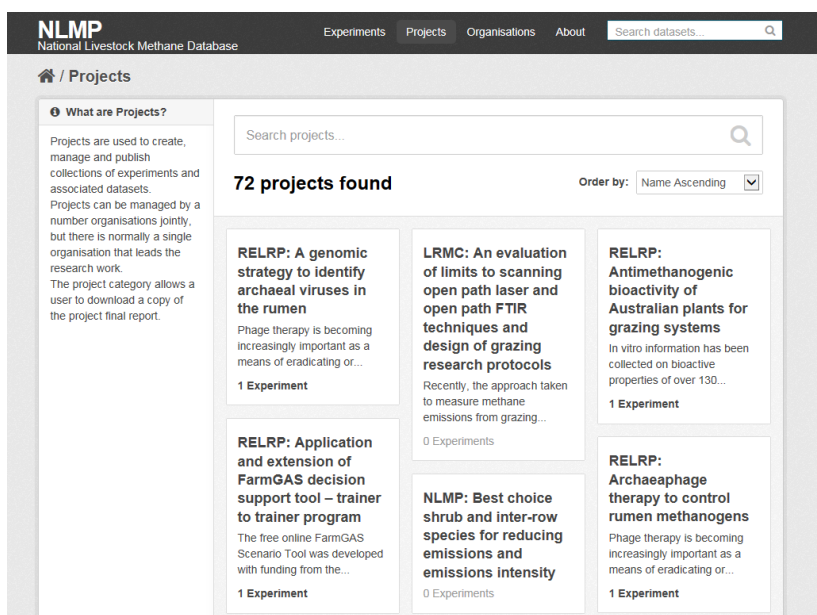 NLMP
National Livestock Methane Database
Experiments
Projects
Organisations
About
Search datasets...
/ Projects
What are Projects?
Projects are used to create,
manage and publish
collections of experiments and
associated datasets.
Projects can be managed by a
number organisations jointly,
but there is normally a single
organisation that leads the
research work.
The project category allows a
user to download a copy of
the project final report.
Search projects...
72 projects found
Order by:
Name Ascending
RELRP: A genomic
strategy to identify
archaeal viruses in
the rumen
Phage therapy is becoming
increasingly important as a
means of eradicating or...
1 Experiment
LRMC: An evaluation
of limits to scanning
open path laser and
open path FTIR
techniques and
design of grazing
research protocols
Recently, the approach taken
to measure methane
emissions from grazing...
0 Experiments
RELRP:
Antimethanogenic
bioactivity of
Australian plants for
grazing systems
In vitro information has been
collected on bioactive
properties of over 130...
1 Experiment
RELRP: Application
and extension of
FarmGAS decision
support tool – trainer
to trainer program
The free online FarmGAS
Scenario Tool was developed
with funding from the...
1 Experiment
NLMP: Best choice
shrub and inter-row
species for reducing
emissions and
emissions intensity
0 Experiments
RELRP:
Archaeaphage
therapy to control
rumen methanogens
Phage therapy is becoming
increasingly important as a
means of eradicating or...
1 Experiment